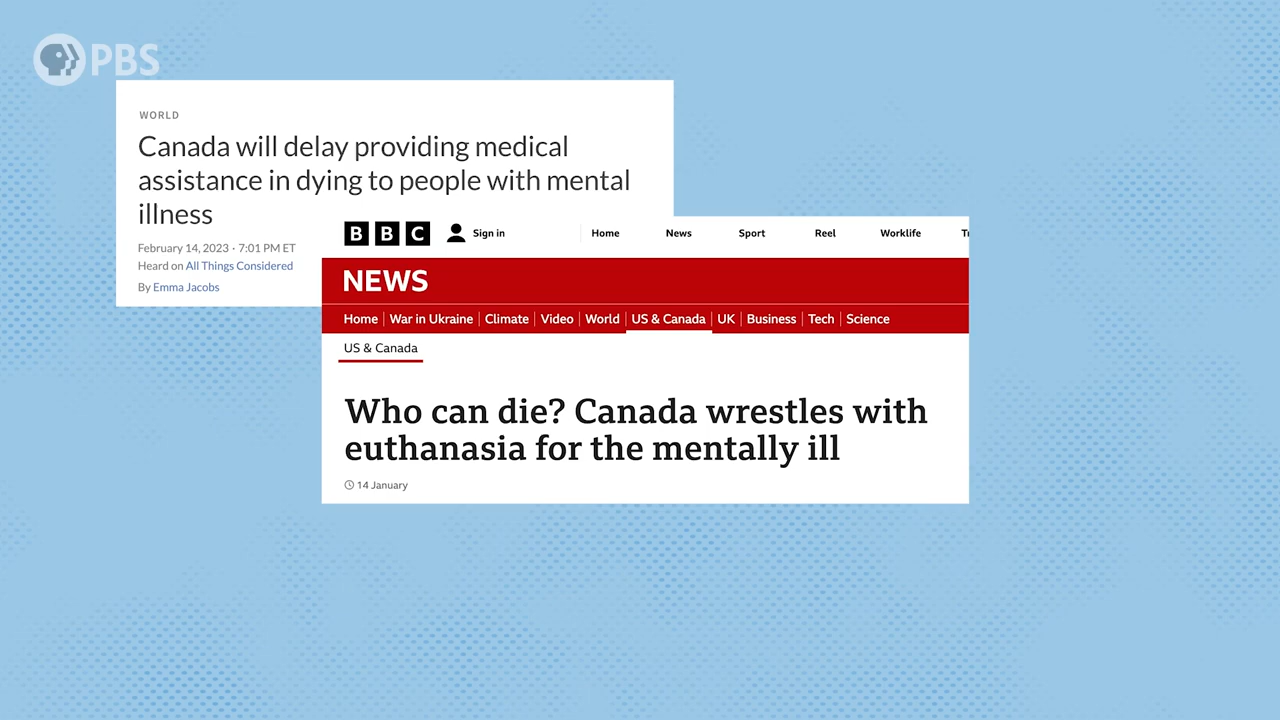 PBS
WORLD
Canada will delay providing medical
assistance in dying to people with mental
illness
February 14, 2023 · 7:01 PM ET
Heard on All Things Considered
By Emma Jacobs
BBC Sign in Home News Sport Reel Worklife
NEWS
Home War in Ukraine Climate Video World US & Canada UK Business Tech Science
US & Canada
Who can die? Canada wrestles with
euthanasia for the mentally ill
14 January